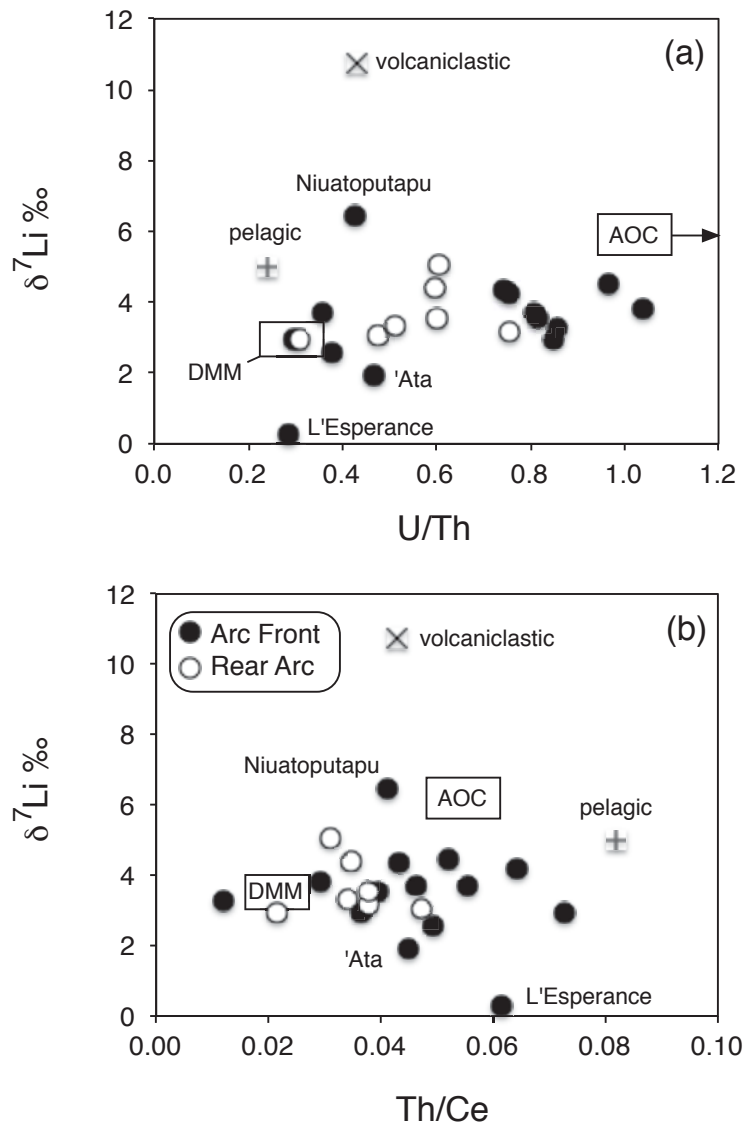 12
(a)
volcaniclastic
10
8
Niuatoputapu
δ⁷Li ‰
6
pelagic
AOC
4
DMM
2
'Ata
L'Esperance
0
0.0 0.2 0.4 0.6 0.8 1.0 1.2
U/Th
12
Arc Front
(b)
Rear Arc
volcaniclastic
10
8
Niuatoputapu
δ⁷Li ‰
6
AOC
pelagic
4
DMM
2
'Ata
L'Esperance
0
0.00 0.02 0.04 0.06 0.08 0.10
Th/Ce